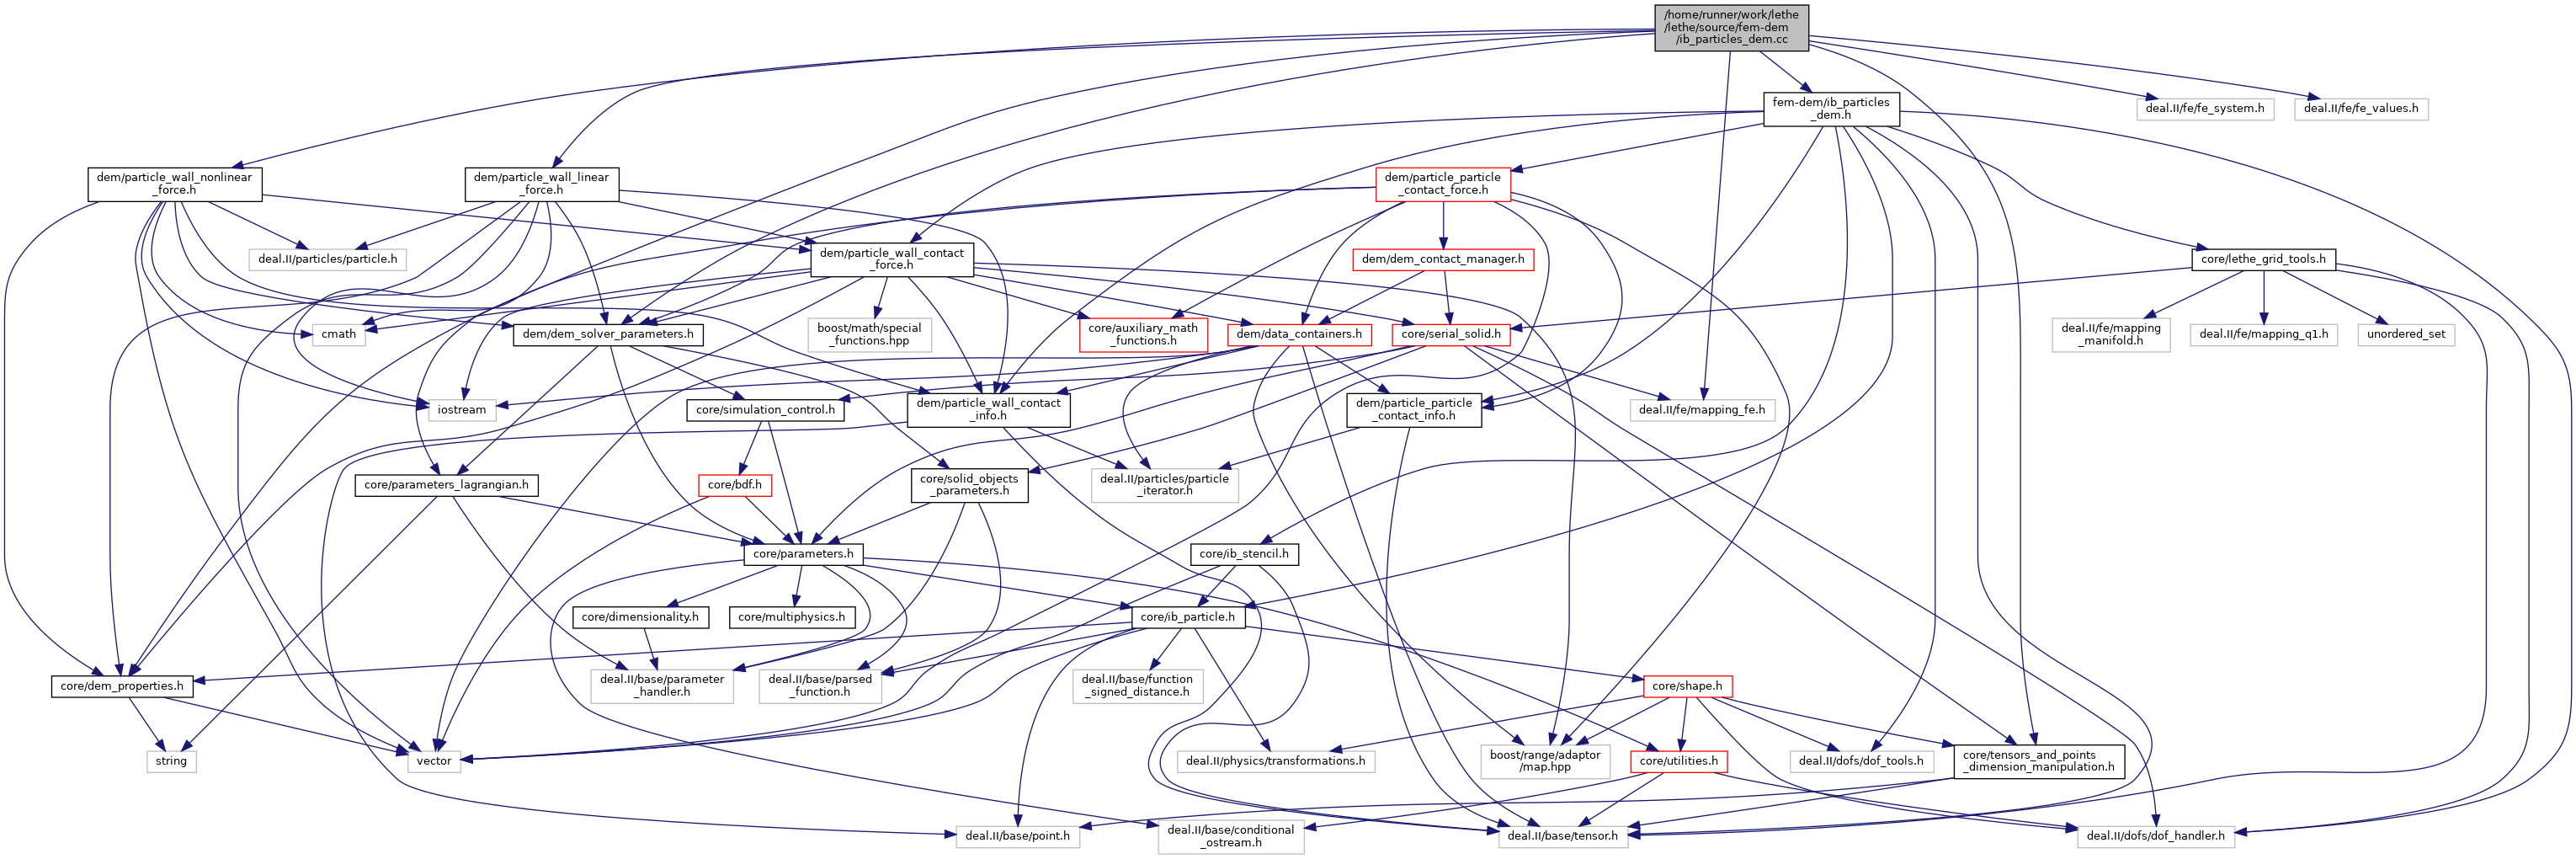 /home/runner/work/lethe
/lethe/source/fem-dem
/ib_particles_dem.cc
fem-dem/ib_particles
_dem.h
deal.II/fe/fe_system.h
deal.II/fe/fe_values.h
dem/particle_wall_nonlinear
_force.h
dem/particle_wall_linear
_force.h
dem/particle_particle
_contact_force.h
deal.II/particles/particle.h
dem/particle_wall_contact
_force.h
dem/dem_contact_manager.h
core/lethe_grid_tools.h
cmath
dem/dem_solver_parameters.h
boost/math/special
_functions.hpp
core/auxiliary_math
_functions.h
dem/data_containers.h
core/serial_solid.h
deal.II/fe/mapping
_manifold.h
deal.II/fe/mapping_q1.h
unordered_set
iostream
core/simulation_control.h
dem/particle_wall_contact
_info.h
dem/particle_particle
_contact_info.h
deal.II/fe/mapping_fe.h
core/parameters_lagrangian.h
core/bdf.h
core/solid_objects
_parameters.h
deal.II/particles/particle
_iterator.h
core/parameters.h
core/ib_stencil.h
core/dimensionality.h
core/multiphysics.h
core/ib_particle.h
core/dem_properties.h
deal.II/base/parameter
_handler.h
deal.II/base/parsed
_function.h
deal.II/base/function
_signed_distance.h
core/shape.h
string
vector
deal.II/physics/transformations.h
boost/range/adaptor
/map.hpp
core/utilities.h
deal.II/dofs/dof_tools.h
core/tensors_and_points
_dimension_manipulation.h
deal.II/base/point.h
deal.II/base/conditional
_ostream.h
deal.II/base/tensor.h
deal.II/dofs/dof_handler.h